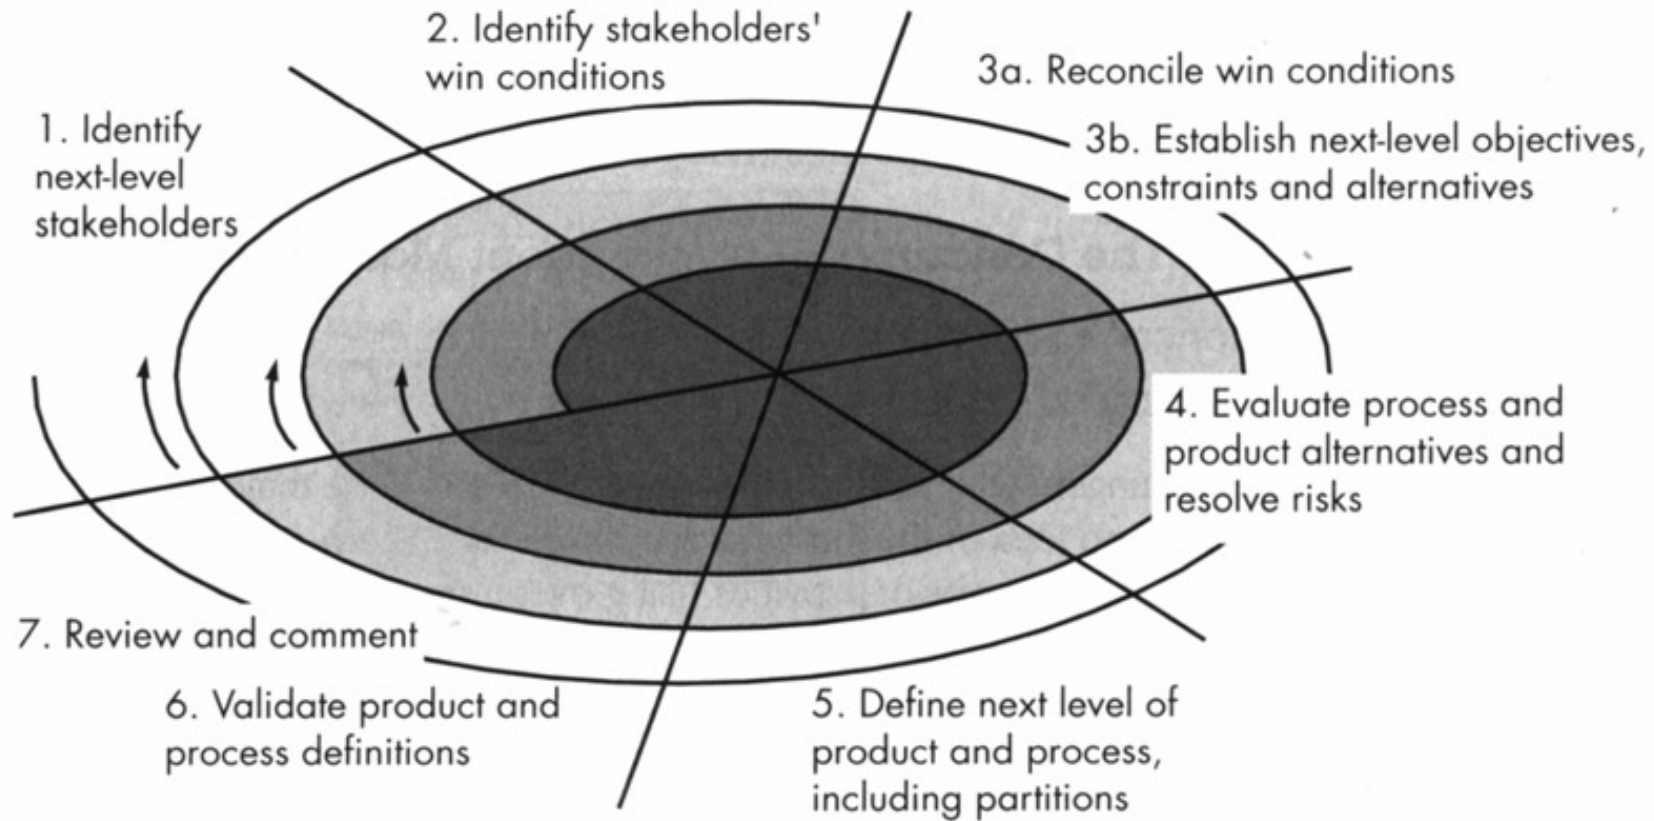 2. Identify stakeholders'
win conditions
3a. Reconcile win conditions
1. Identify
next-level
stakeholders
3b. Establish next-level objectives,
constraints and alternatives
4. Evaluate process and
product alternatives and
resolve risks
7. Review and comment
6. Validate product and
process definitions
5. Define next level of
product and process,
including partitions